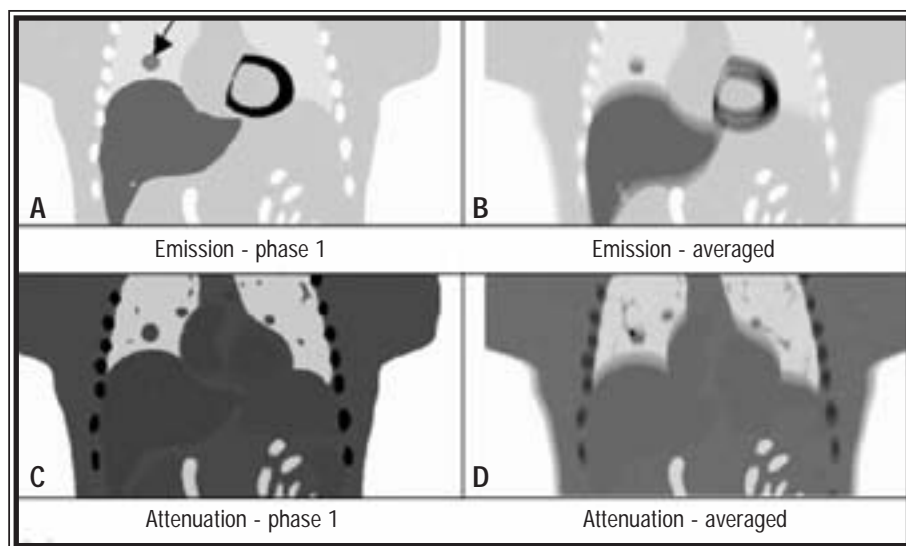 A
B
Emission - phase 1
Emission - averaged
C
D
Attenuation - phase 1
Attenuation - averaged